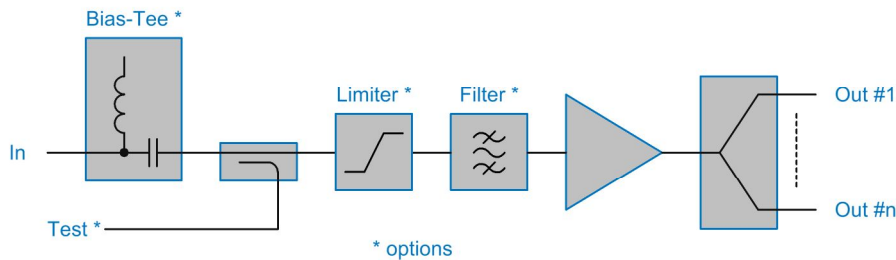 Bias-Tee *
Limiter *
Filter *
Out #1
In
Out #n
Test *
* options